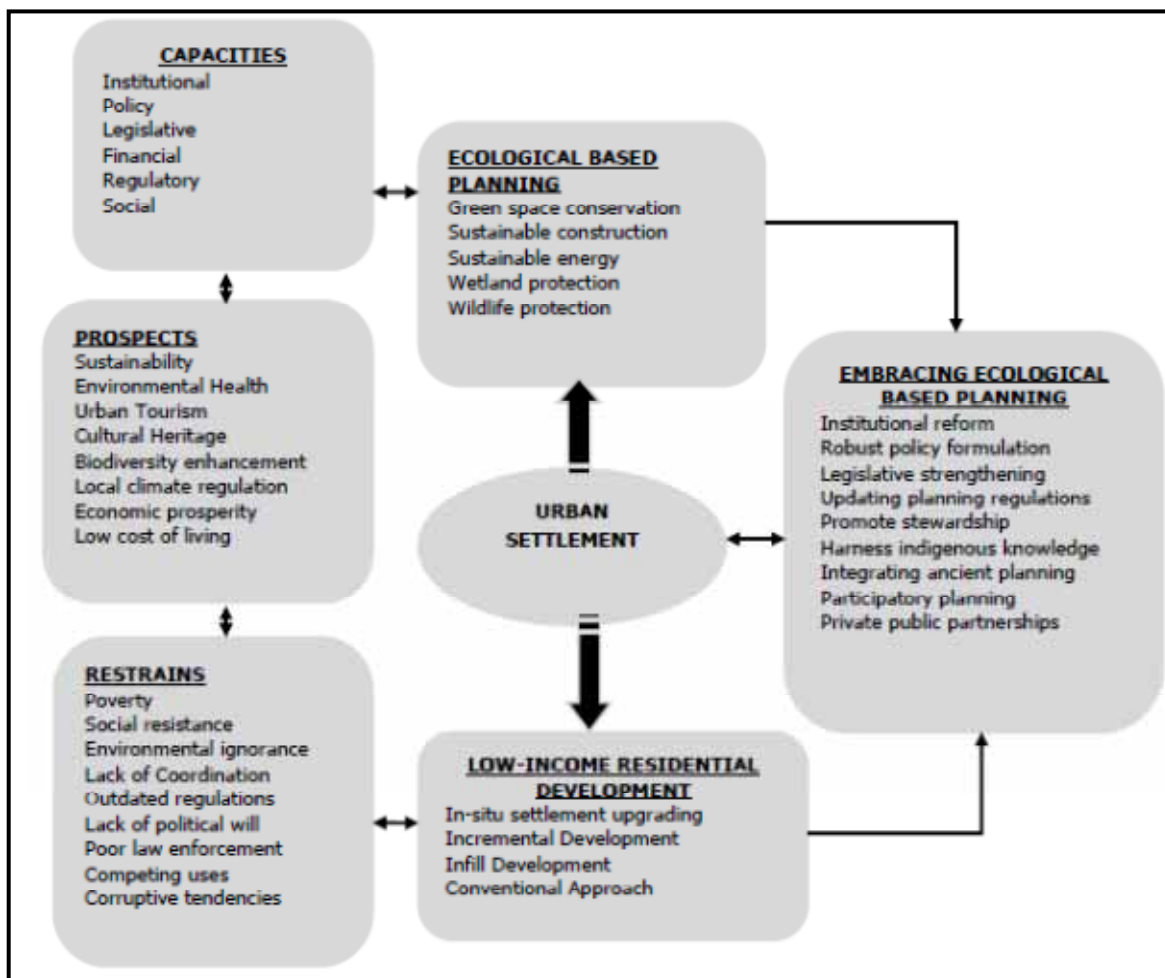 CAPACITIES
Institutional
Policy
Legislative
Financial
Regulatory
Social
ECOLOGICAL BASED
PLANNING
Green space conservation
Sustainable construction
Sustainable energy
Wetland protection
Wildlife protection
PROSPECTS
Sustainability
Environmental Health
Urban Tourism
Cultural Heritage
Biodiversity enhancement
Local climate regulation
Economic prosperity
Low cost of living
URBAN
SETTLEMENT
EMBRACING ECOLOGICAL
BASED PLANNING
Institutional reform
Robust policy formulation
Legislative strengthening
Updating planning regulations
Promote stewardship
Harness indigenous knowledge
Integrating ancient planning
Participatory planning
Private public partnerships
RESTRAINS
Poverty
Social resistance
Environmental ignorance
Lack of Coordination
Outdated regulations
Lack of political will
Poor law enforcement
Competing uses
Corruptive tendencies
LOW-INCOME RESIDENTIAL
DEVELOPMENT
In-situ settlement upgrading
Incremental Development
Infill Development
Conventional Approach